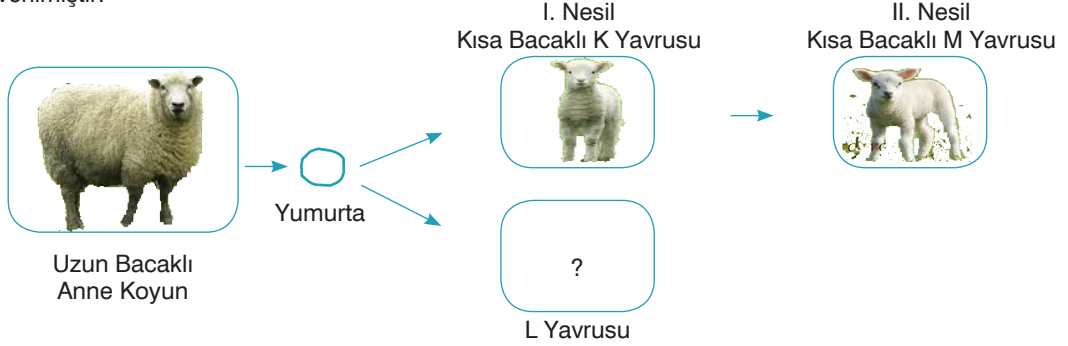 I. Nesil
Kısa Bacaklı K Yavrusu
II. Nesil
Kısa Bacaklı M Yavrusu
Yumurta
Uzun Bacaklı
Anne Koyun
?
L Yavrusu